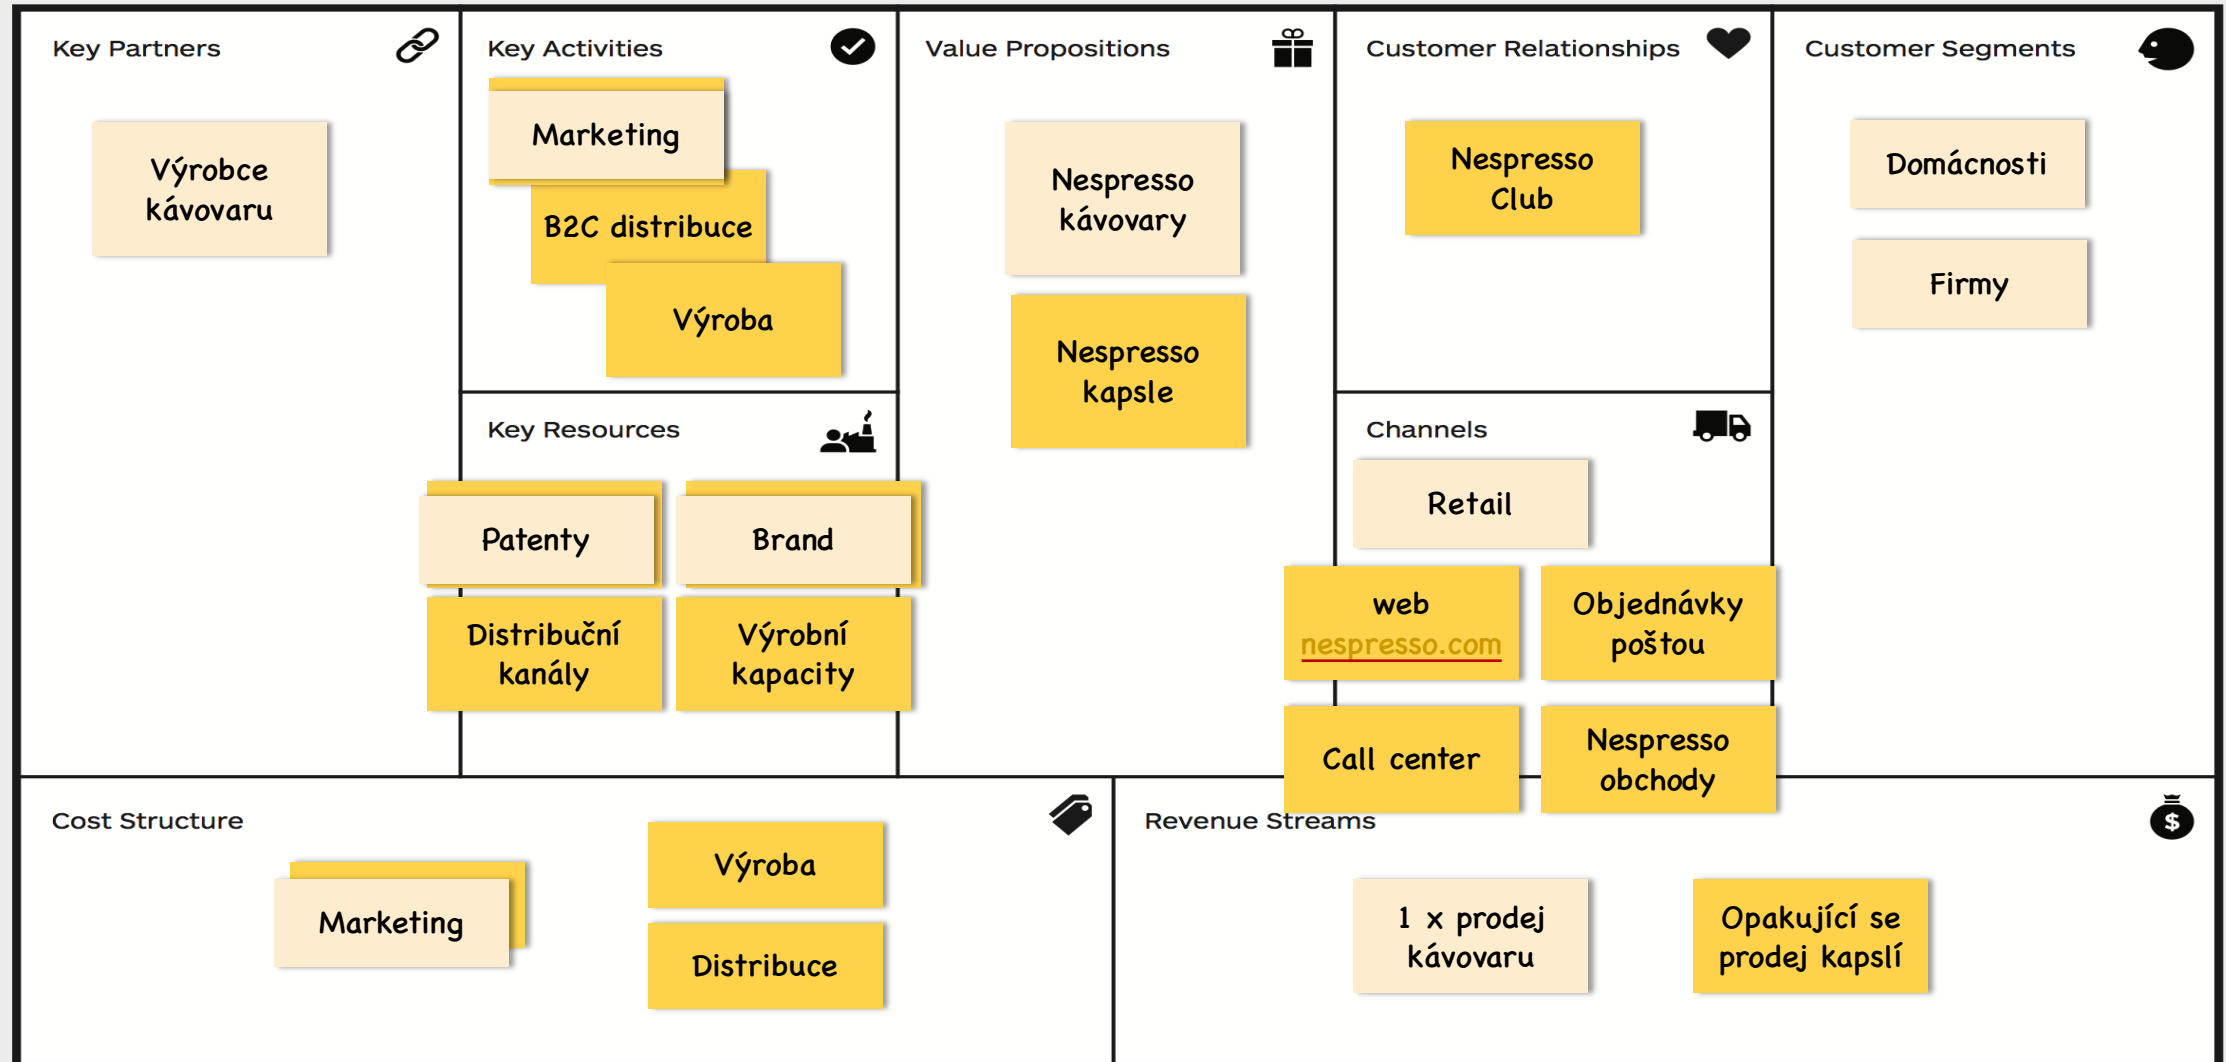 Key Partners
Výrobce
kávovaru
Key Activities
Marketing
B2C distribuce
Výroba
Key Resources
Patenty
Brand
Distribuční
kanály
Výrobní
kapacity
Value Propositions
Nespresso
kávovary
Nespresso
kapsle
Customer Relationships
Nespresso
Club
Channels
Retail
web
nespresso.com
Objednávky
poštou
Call center
Nespresso
obchody
Customer Segments
Domácnosti
Firmy
Cost Structure
Marketing
Výroba
Distribuce
Revenue Streams
$
1 x prodej
kávovaru
Opakující se
prodej kapslí